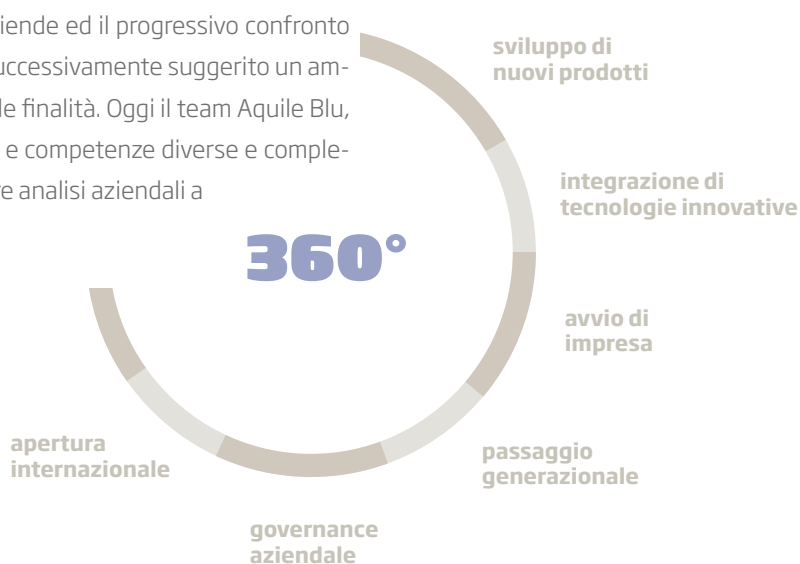 iende ed il progressivo confronto
uccessivamente suggerito un am-
le finalità. Oggi il team Aquile Blu,
e competenze diverse e comple-
e analisi aziendali a
360°
sviluppo di
nuovi prodotti
integrazione di
tecnologie innovative
avvio di
impresa
passaggio
generazionale
governance
aziendale
apertura
internazionale